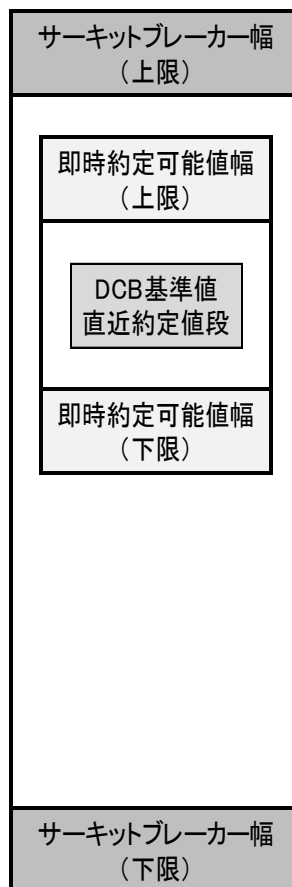 サーキットブレーカー幅
（上限）
即時約定可能値幅
（上限）
DCB基準値
直近約定値段
即時約定可能値幅
（下限）
サーキットブレーカー幅
（下限）